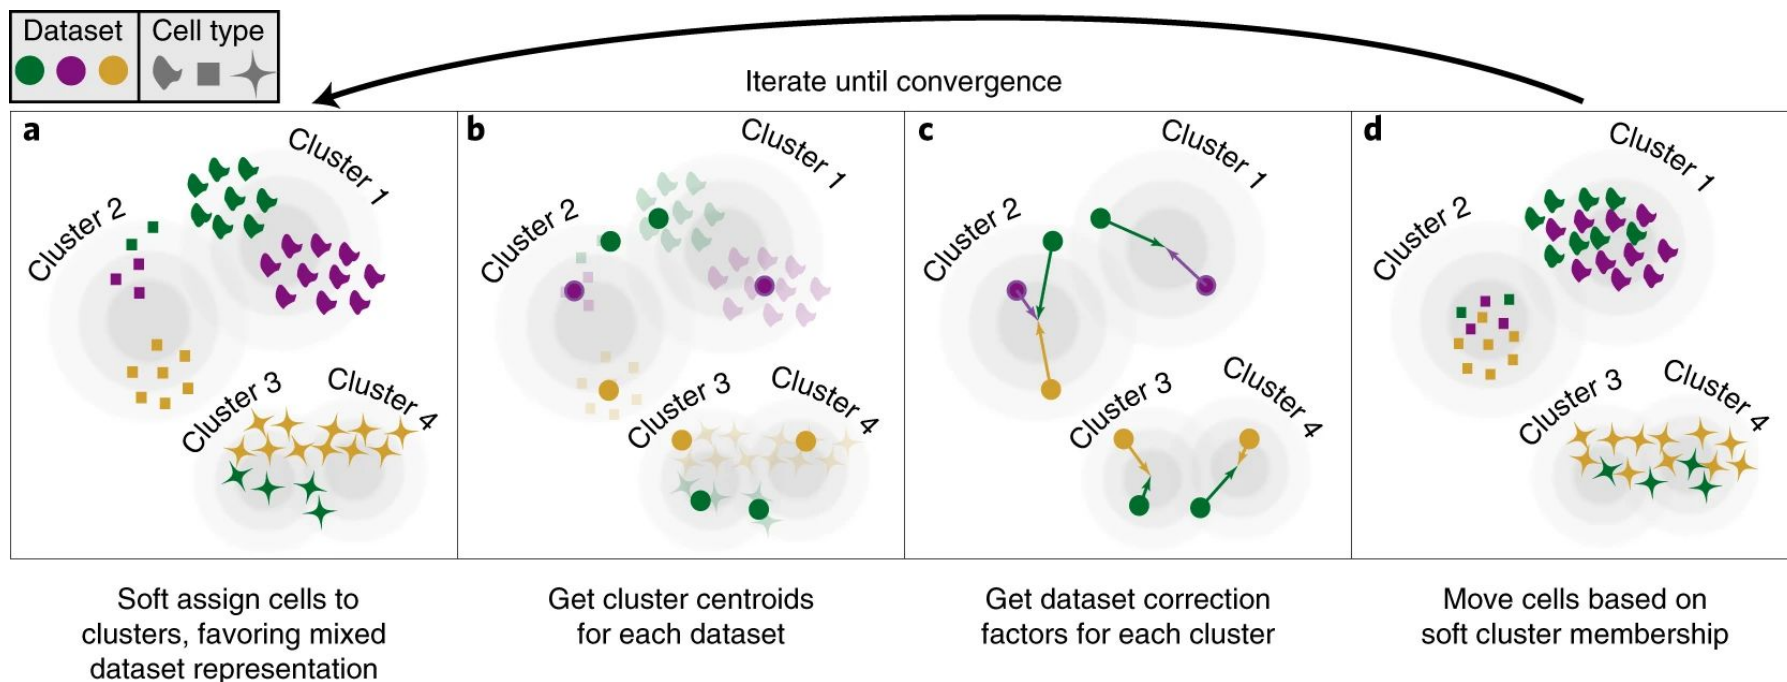 Dataset
Cell type
Iterate until convergence
a
Cluster 1
Cluster 2
Cluster 3
Cluster 4
b
Cluster 1
Cluster 2
Cluster 3
Cluster 4
c
Cluster 1
Cluster 2
Cluster 3
Cluster 4
d
Cluster 1
Cluster 2
Cluster 3
Cluster 4
Soft assign cells to
clusters, favoring mixed
dataset representation
Get cluster centroids
for each dataset
Get dataset correction
factors for each cluster
Move cells based on
soft cluster membership